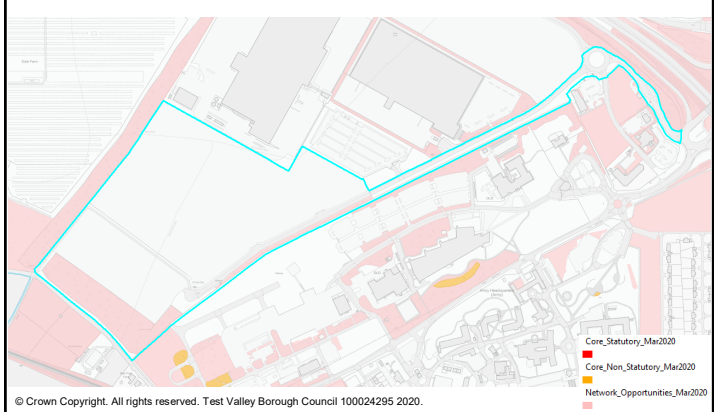 Core_Statutory_Mar2020
Core_Non_Statutory_Mar2020
Network_Opportunities_Mar2020
© Crown Copyright. All rights reserved. Test Valley Borough Council 100024295 2020.